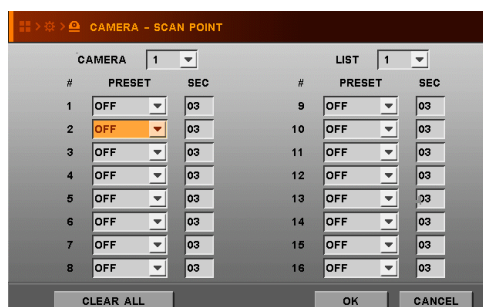 > > CAMERA - SCAN POINT
CAMERA 1 LIST 1
# PRESET SEC # PRESET SEC
1 OFF 03 9 OFF 03
2 OFF 03 10 OFF 03
3 OFF 03 11 OFF 03
4 OFF 03 12 OFF 03
5 OFF 03 13 OFF 03
6 OFF 03 14 OFF 03
7 OFF 03 15 OFF 03
8 OFF 03 16 OFF 03
CLEAR ALL OK CANCEL